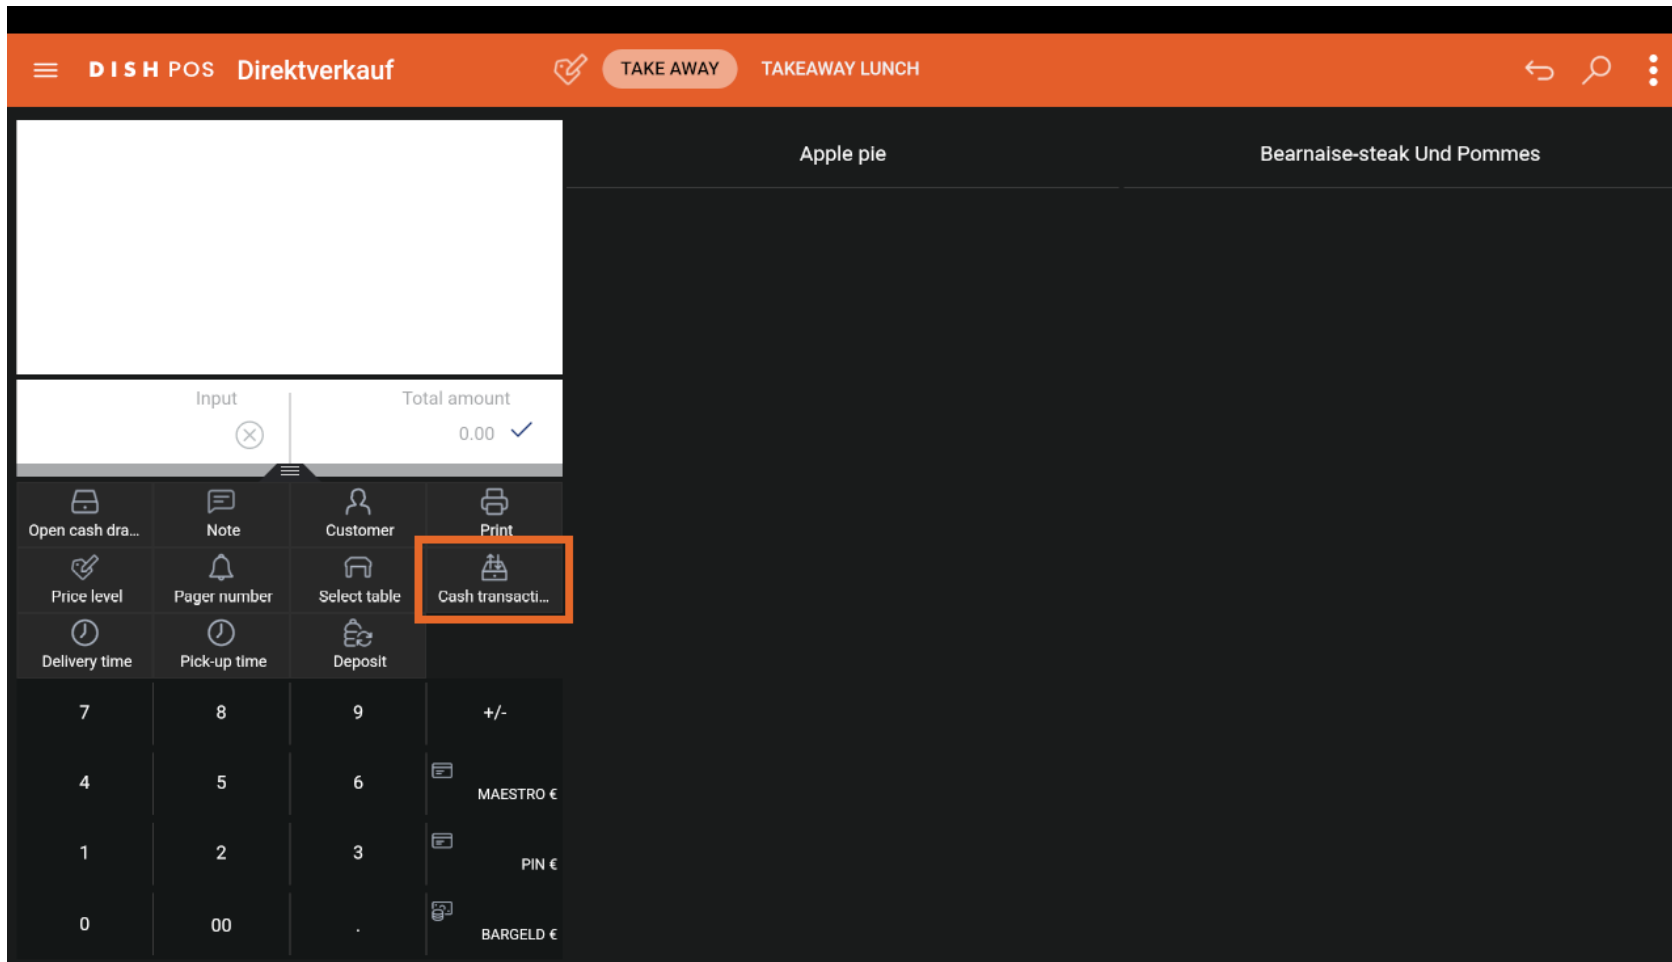 DISH POS Direktverkauf TAKE AWAY TAKEAWAY LUNCH
Apple pie Bearnaise-steak Und Pommes
Input Total amount
0.00
Open cash dra... Note Customer Print
Price level Pager number Select table Cash transacti...
Delivery time Pick-up time Deposit
7 8 9 +/-
4 5 6 MAESTRO €
1 2 3 PIN €
0 00 . BARGELD €